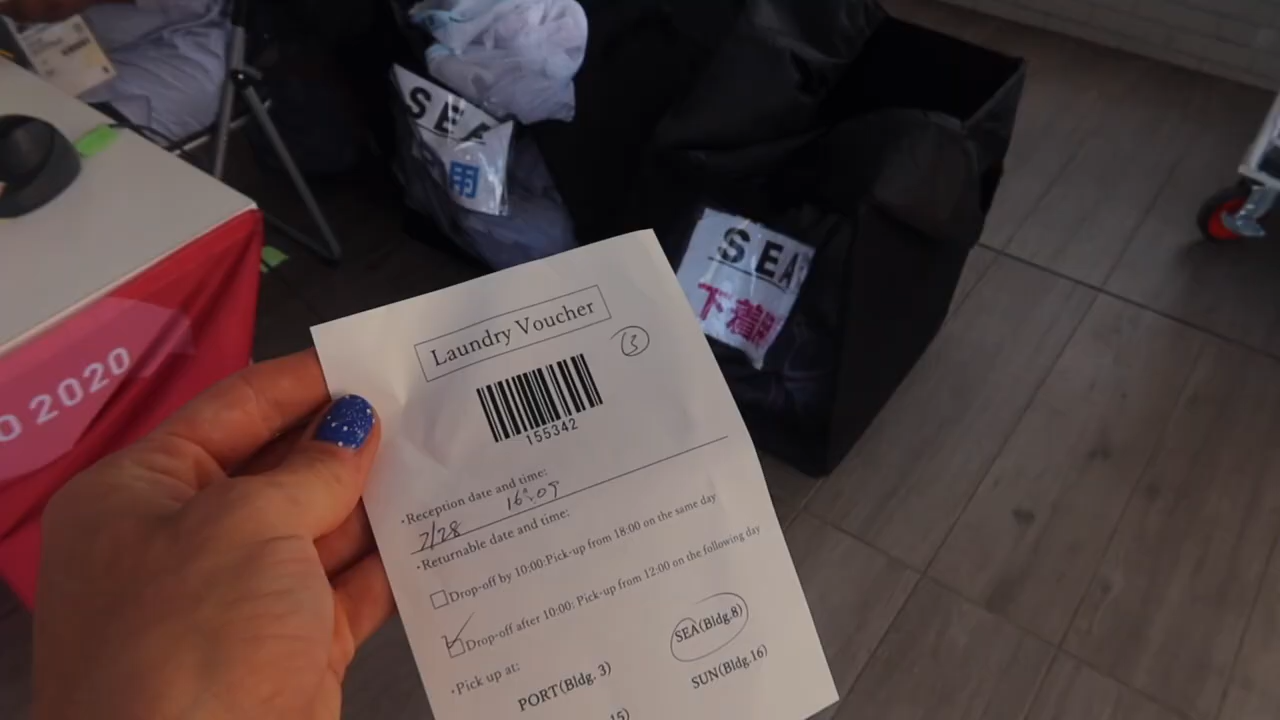 SEA
用
SEA
下着
O 2020
Laundry Voucher
3
155342
・Reception date and time:
7/28 16:09
・Returnable date and time:
Drop-off by 10:00:Pick-up from 18:00 on the same day
Drop-off after 10:00: Pick-up from 12:00 on the following day
・Pick up at:
SEA(Bldg.8)
PORT(Bldg. 3)
SUN(Bldg.16)
15)